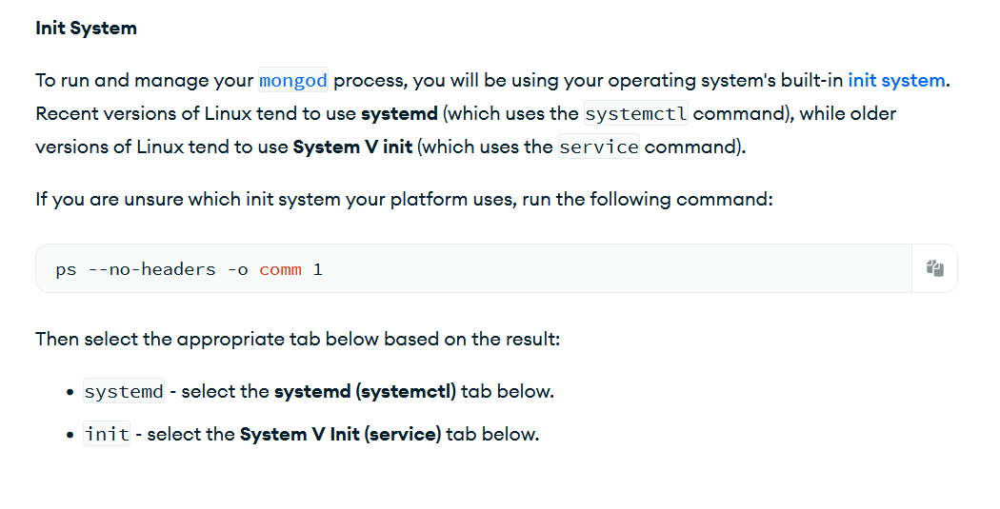 Init System
To run and manage your mongod process, you will be using your operating system's built-in init system.
Recent versions of Linux tend to use systemd (which uses the systemctl command), while older
versions of Linux tend to use System V init (which uses the service command).
If you are unsure which init system your platform uses, run the following command:
ps --no-headers -o comm 1
Then select the appropriate tab below based on the result:
• systemd - select the systemd (systemctl) tab below.
• init - select the System V Init (service) tab below.